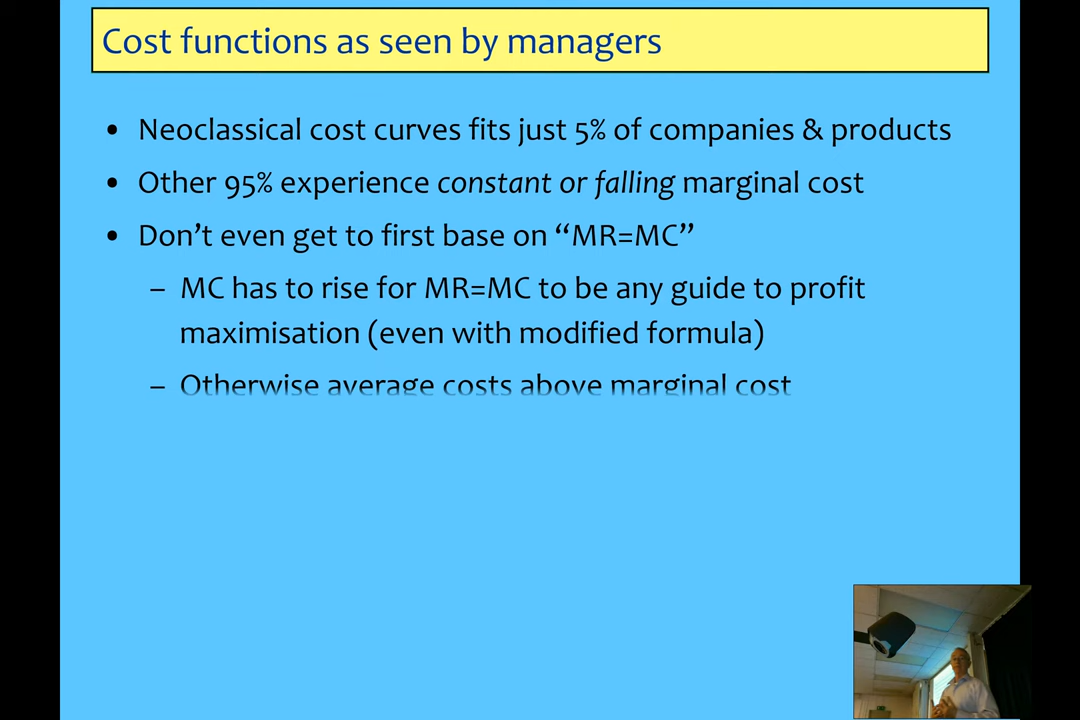 Cost functions as seen by managers
• Neoclassical cost curves fits just 5% of companies & products
• Other 95% experience constant or falling marginal cost
• Don’t even get to first base on “MR=MC”
– MC has to rise for MR=MC to be any guide to profit
maximisation (even with modified formula)
– Otherwise average costs above marginal cost